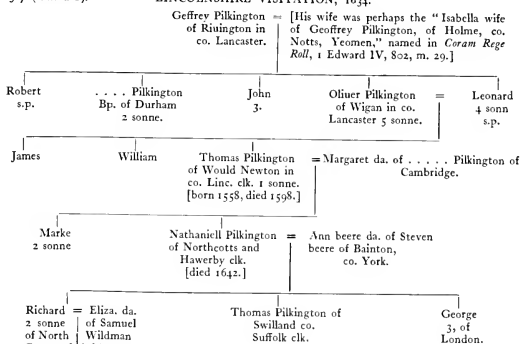 LINCOLNSHIRE VISITATION, 1634.
Geffrey Pilkington = [His wife was perhaps the "Isabella wife
of Riuington in of Geoffrey Pilkington, of Holme, co.
co. Lancaster. Notts, Yeomen," named in Coram Rege
Roll, 1 Edward IV, 802, m. 29.]
Robert .... Pilkington John Oliuer Pilkington = Leonard
s.p. Bp. of Durham 3. of Wigan in co. 4 sonn
2 sonne. Lancaster 5 sonne. s.p.
James William Thomas Pilkington = Margaret da. of ..... Pilkington of
of Would Newton in Cambridge.
co. Linc. clk. 1 sonne.
[born 1558, died 1598.]
Marke Nathaniell Pilkington = Ann beere da. of Steven
2 sonne of Northcotts and beere of Bainton,
Hawerby clk. co. York.
[died 1642.]
Richard = Eliza. da. Thomas Pilkington of George
2 sonne of Samuel Swilland co. 3, of
of North Wildman Suffolk clk. London.